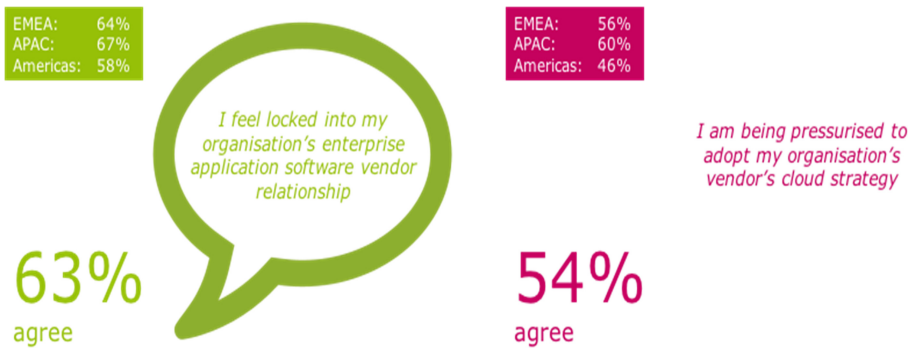 EMEA: 64%
APAC: 67%
Americas: 58%
I feel locked into my
organisation's enterprise
application software vendor
relationship
63%
agree
EMEA: 56%
APAC: 60%
Americas: 46%
I am being pressurised to
adopt my organisation's
vendor's cloud strategy
54%
agree